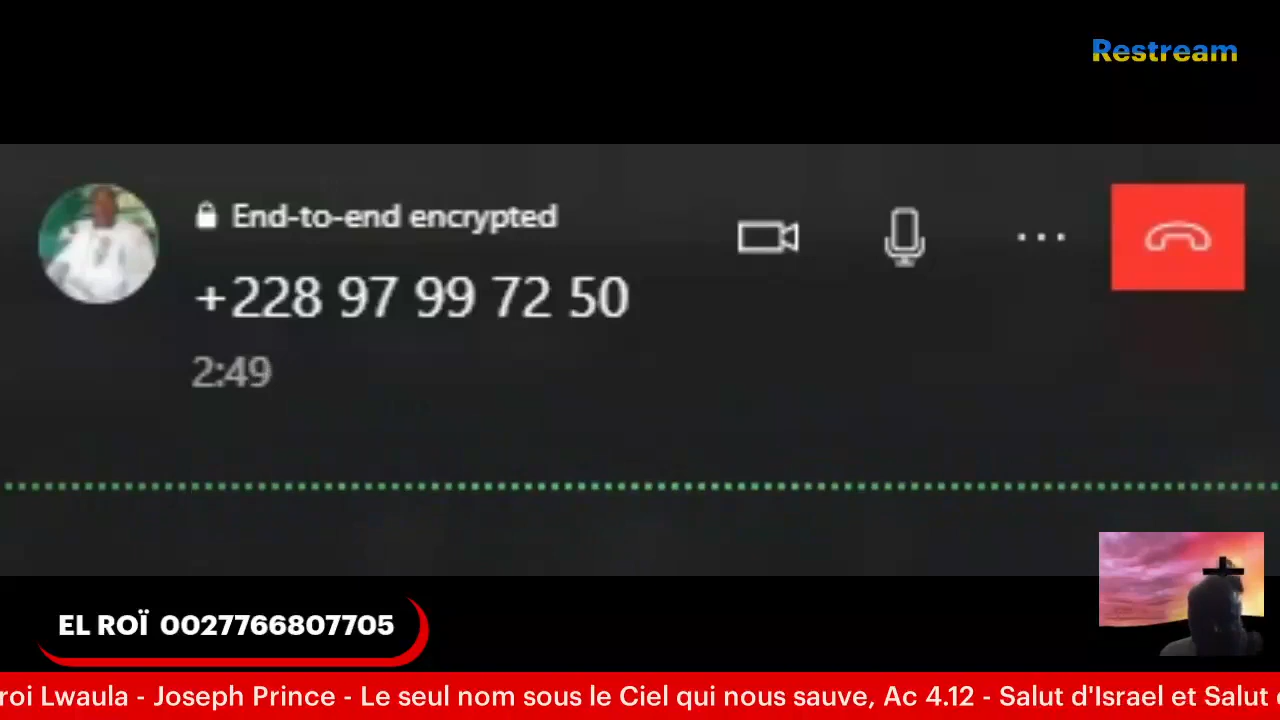 Restream
End-to-end encrypted
+228 97 99 72 50
2:49
EL ROÏ 0027766807705
roi Lwaula - Joseph Prince - Le seul nom sous le Ciel qui nous sauve, Ac 4.12 - Salut d'Israel et Salut